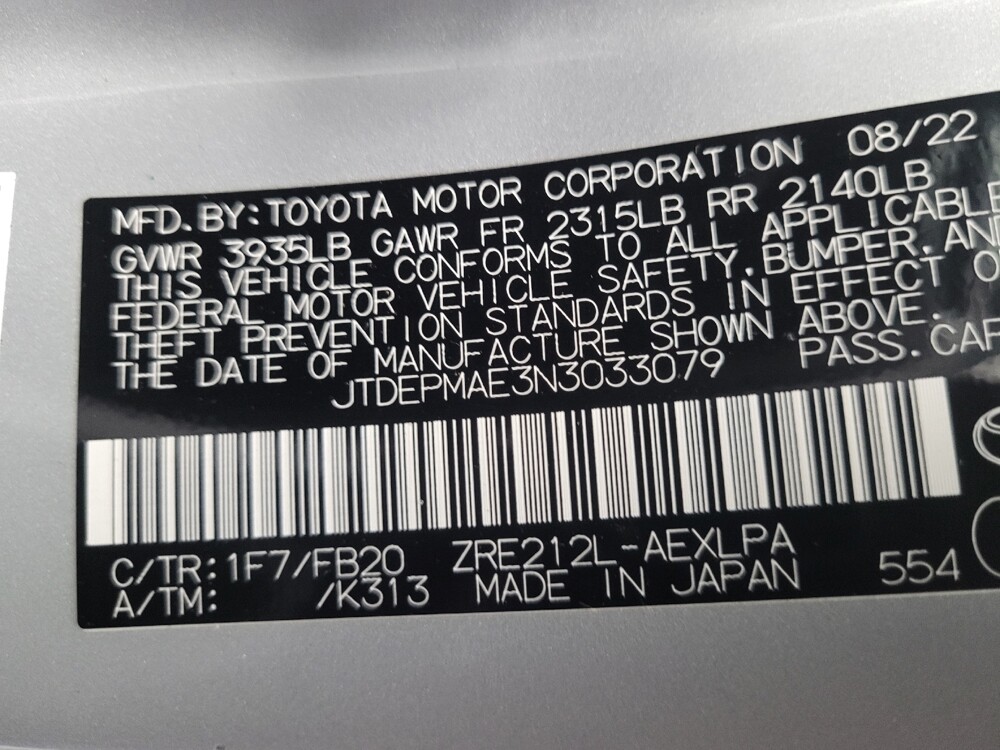 MFD. BY: TOYOTA MOTOR CORPORATION 08/22
GVWR 3935LB GAWR FR 2315LB RR 2140LB
THIS VEHICLE CONFORMS TO ALL APPLICABLE
FEDERAL MOTOR VEHICLE SAFETY, BUMPER, AND
THEFT PREVENTION STANDARDS IN EFFECT O
THE DATE OF MANUFACTURE SHOWN ABOVE.
JTDEPMAE3N3033079 PASS. CAR
C/TR: 1F7/FB20 ZRE212L-AEXLPA
A/TM: /K313 MADE IN JAPAN 554